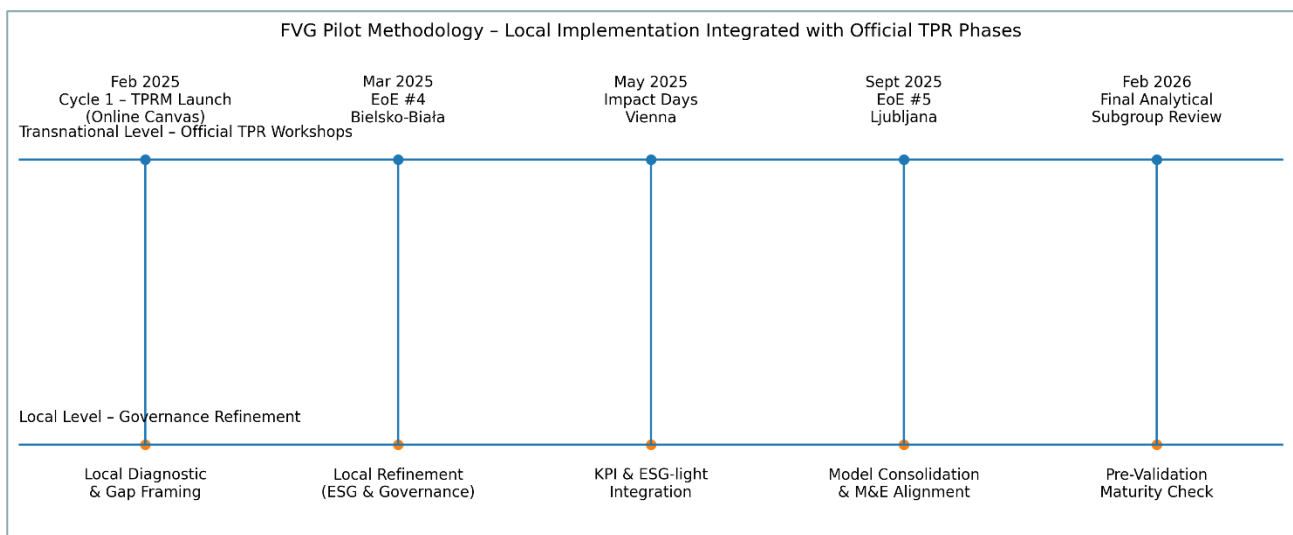 FVG Pilot Methodology – Local Implementation Integrated with Official TPR Phases
Feb 2025
Cycle 1 – TPRM Launch
(Online Canvas)
Mar 2025
EoE #4
Bielsko-Biała
May 2025
Impact Days
Vienna
Sept 2025
EoE #5
Ljubljana
Feb 2026
Final Analytical
Subgroup Review
Transnational Level – Official TPR Workshops
Local Level – Governance Refinement
Local Diagnostic
& Gap Framing
Local Refinement
(ESG & Governance)
KPI & ESG-light
Integration
Model Consolidation
& M&E Alignment
Pre-Validation
Maturity Check